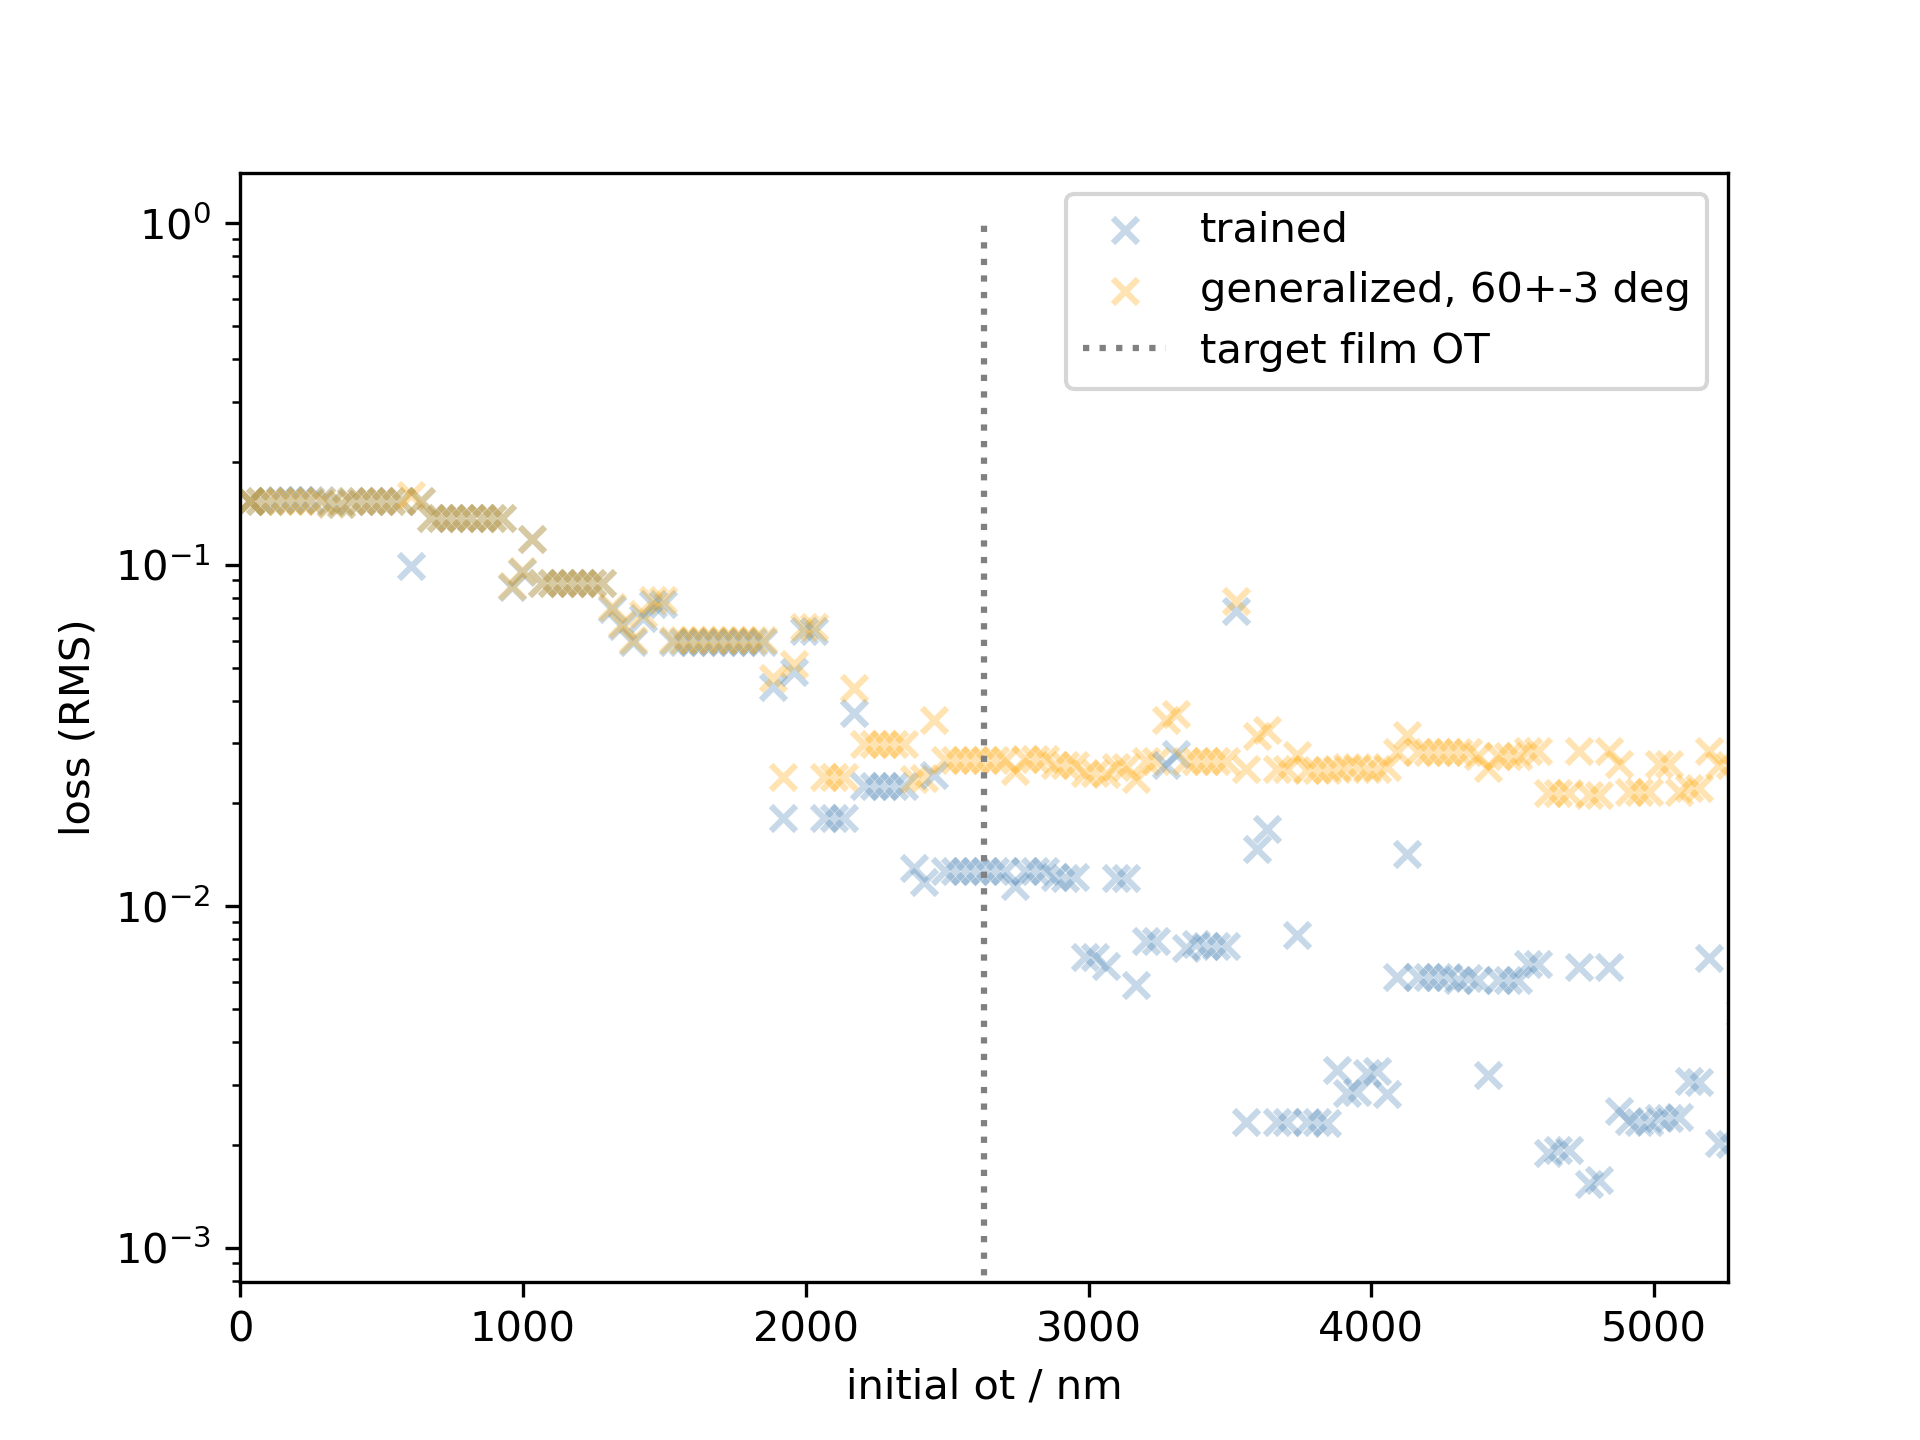 trained
generalized, 60+-3 deg
target film OT
10⁰
10⁻¹
10⁻²
10⁻³
loss (RMS)
0 1000 2000 3000 4000 5000
initial ot / nm